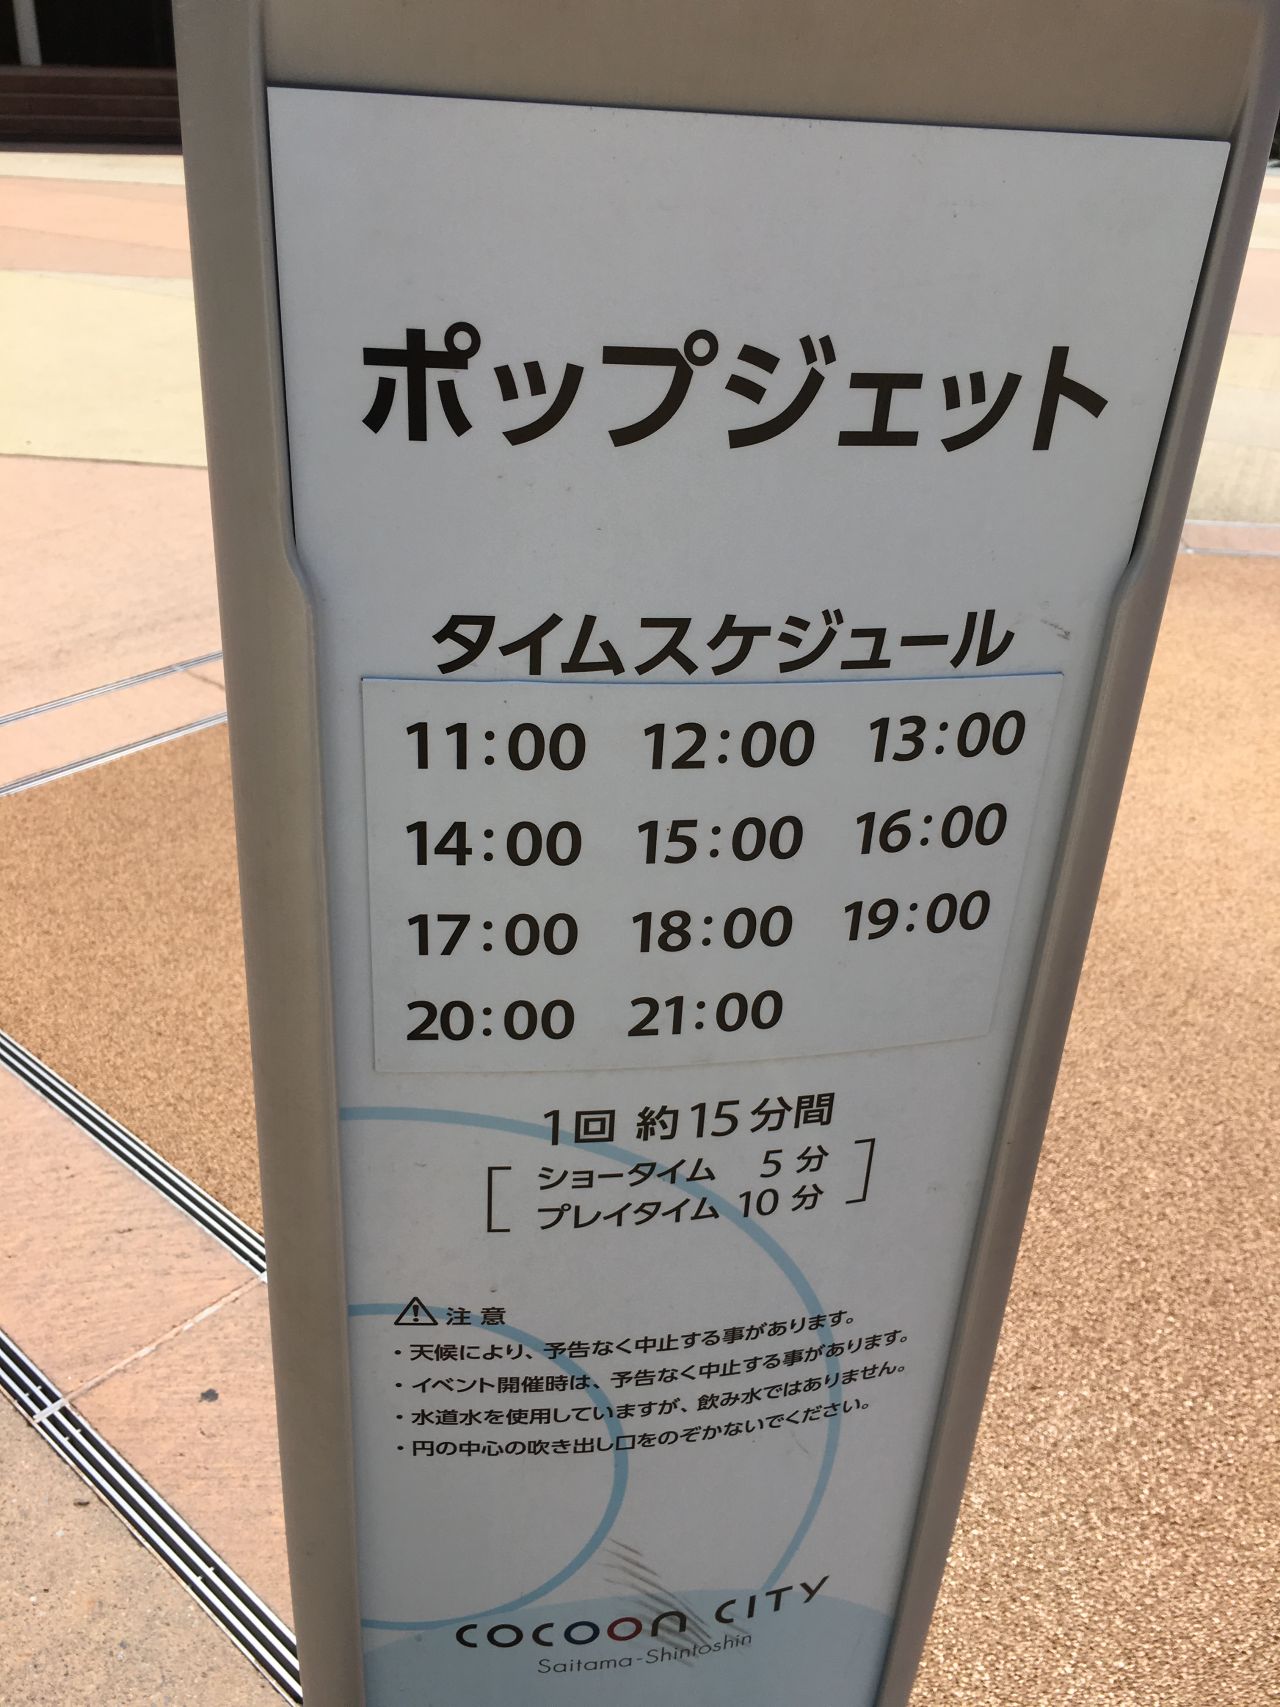 ポップジェット
タイムスケジュール
11:00 12:00 13:00
14:00 15:00 16:00
17:00 18:00 19:00
20:00 21:00
1回 約15分間
ショータイム 5分
プレイタイム 10分
注意
・天候により、予告なく中止する事があります。
・イベント開催時は、予告なく中止する事があります。
・水道水を使用していますが、飲み水ではありません。
・円の中心の吹き出し口をのぞかないでください。
COCOON CITY
Saitama-Shintoshin